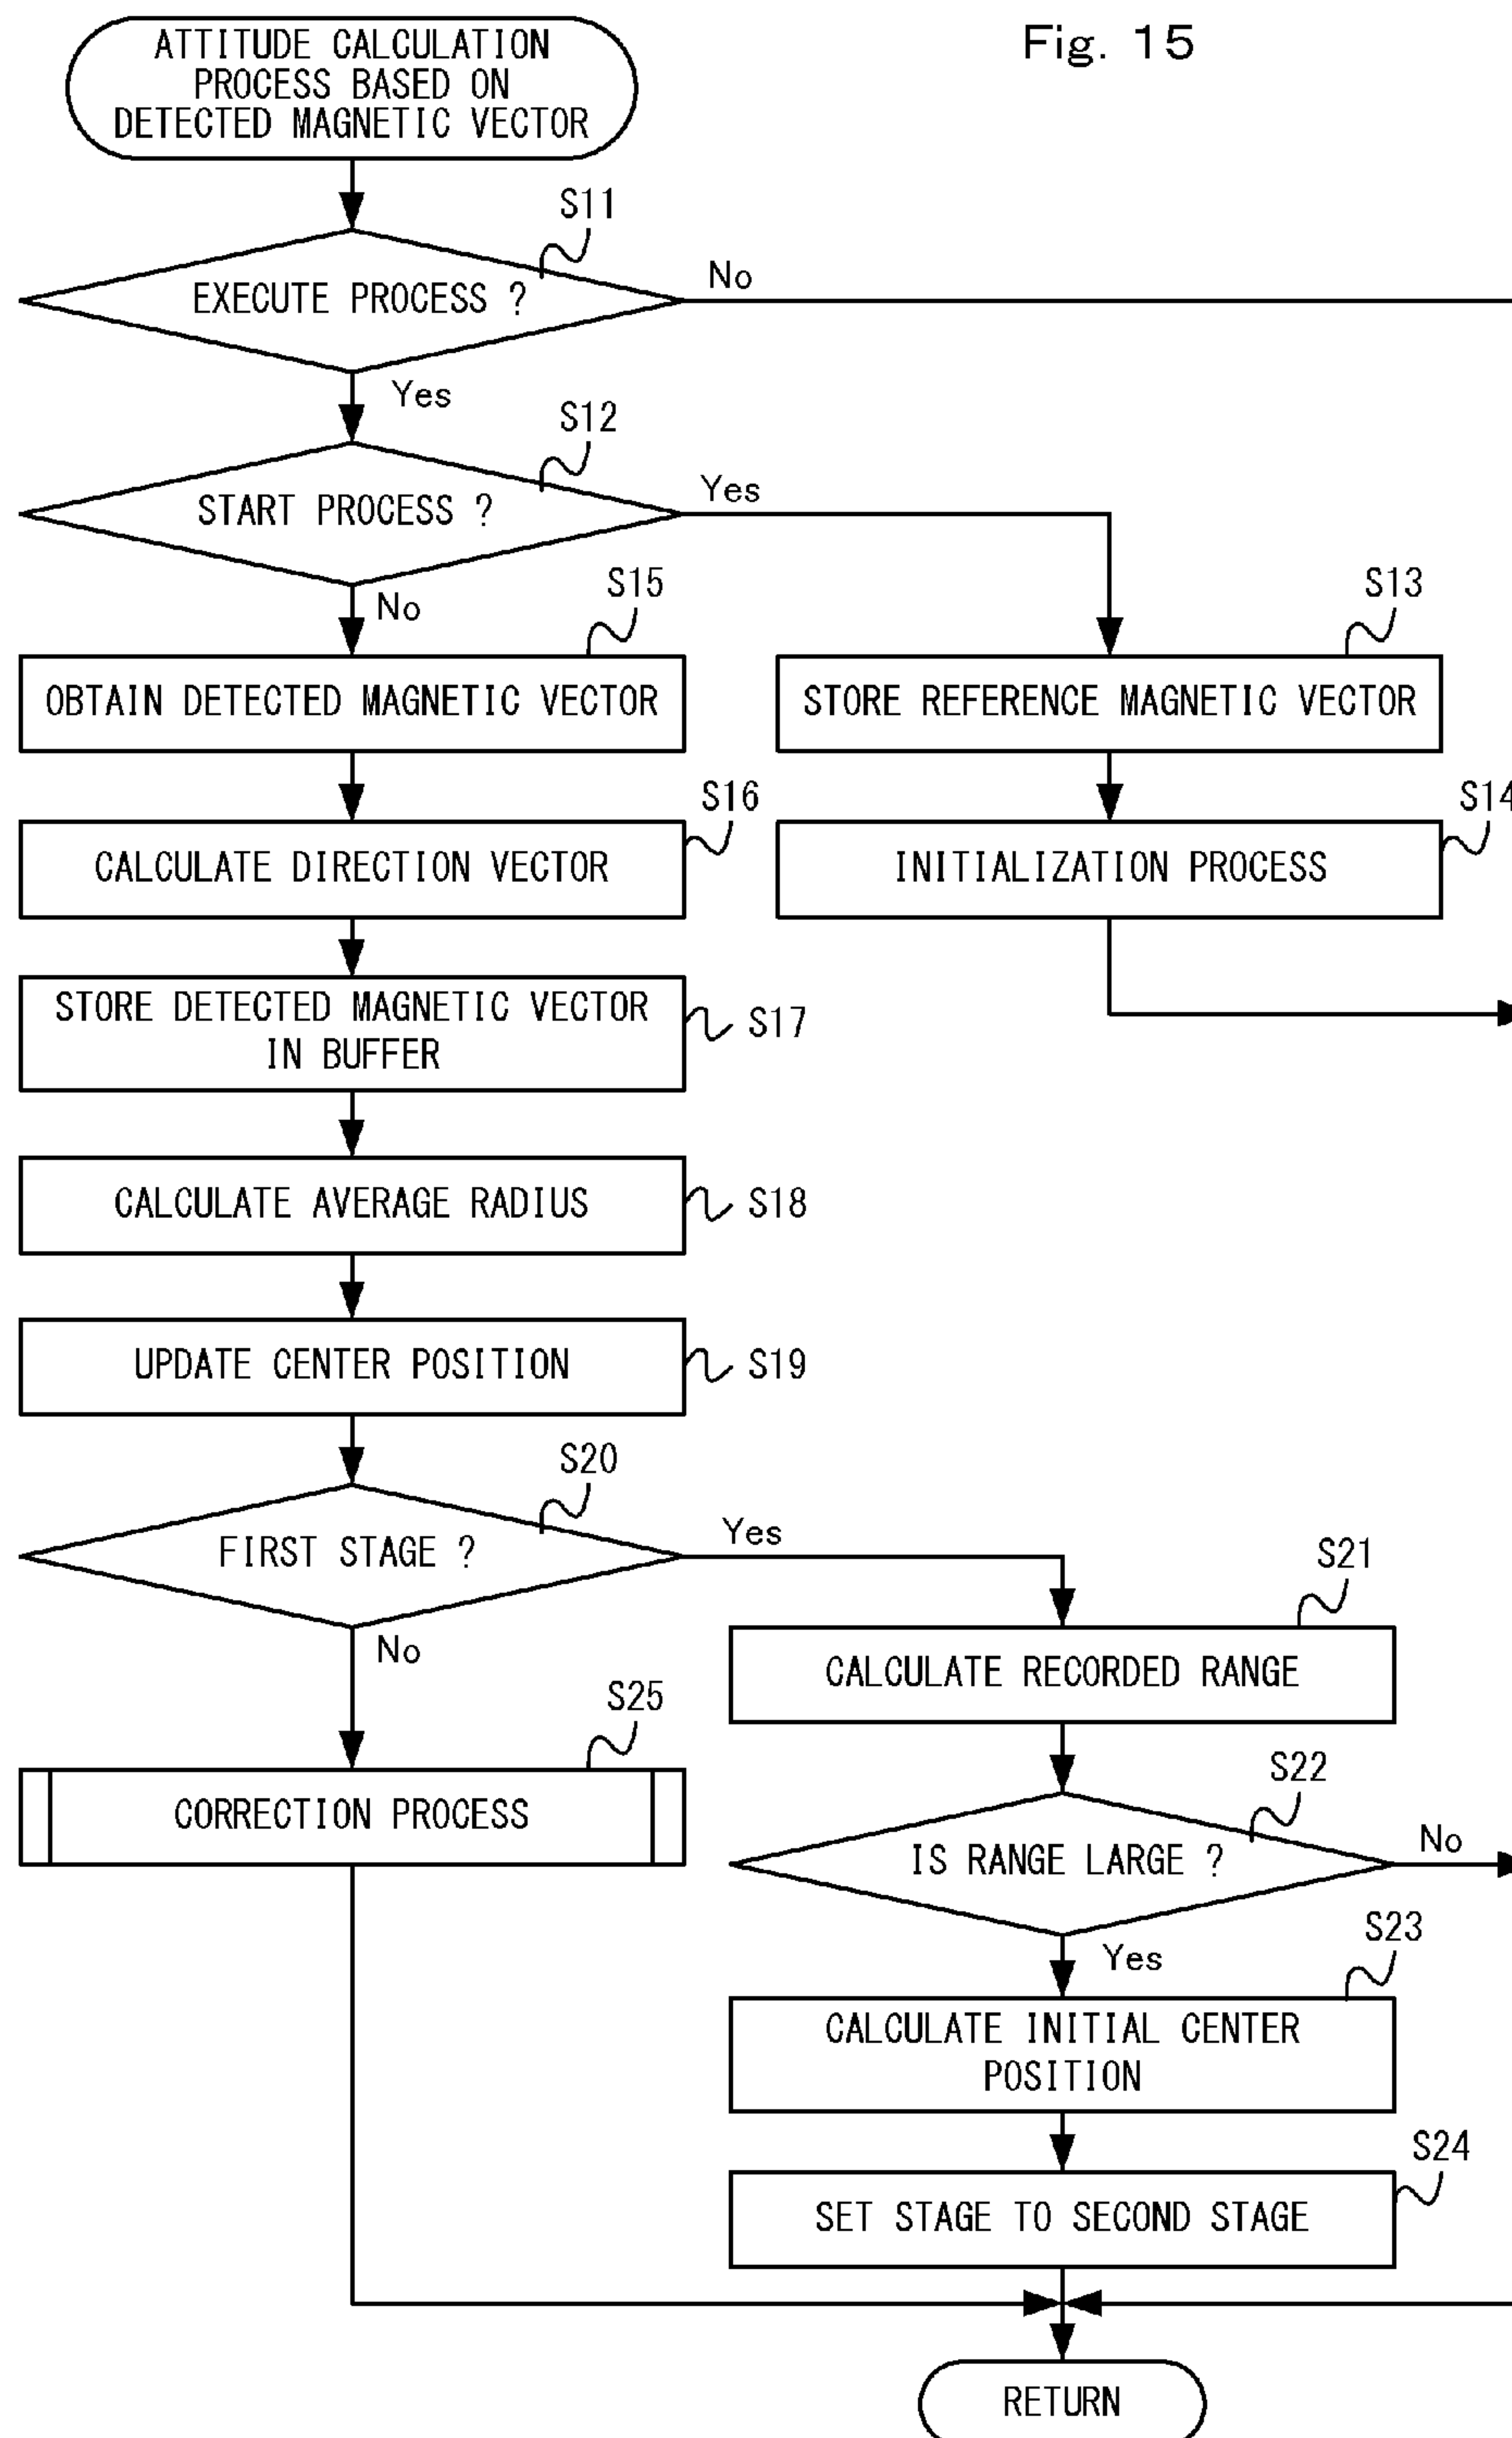 Fig. 15
ATTITUDE CALCULATION
PROCESS BASED ON
DETECTED MAGNETIC VECTOR
S11
EXECUTE PROCESS ?
No
Yes
S12
START PROCESS ?
Yes
No
S15
OBTAIN DETECTED MAGNETIC VECTOR
S13
STORE REFERENCE MAGNETIC VECTOR
S16
CALCULATE DIRECTION VECTOR
S14
INITIALIZATION PROCESS
STORE DETECTED MAGNETIC VECTOR
IN BUFFER
S17
CALCULATE AVERAGE RADIUS
S18
UPDATE CENTER POSITION
S19
S20
FIRST STAGE ?
Yes
No
S21
CALCULATE RECORDED RANGE
S25
CORRECTION PROCESS
S22
IS RANGE LARGE ?
No
Yes
S23
CALCULATE INITIAL CENTER
POSITION
S24
SET STAGE TO SECOND STAGE
RETURN